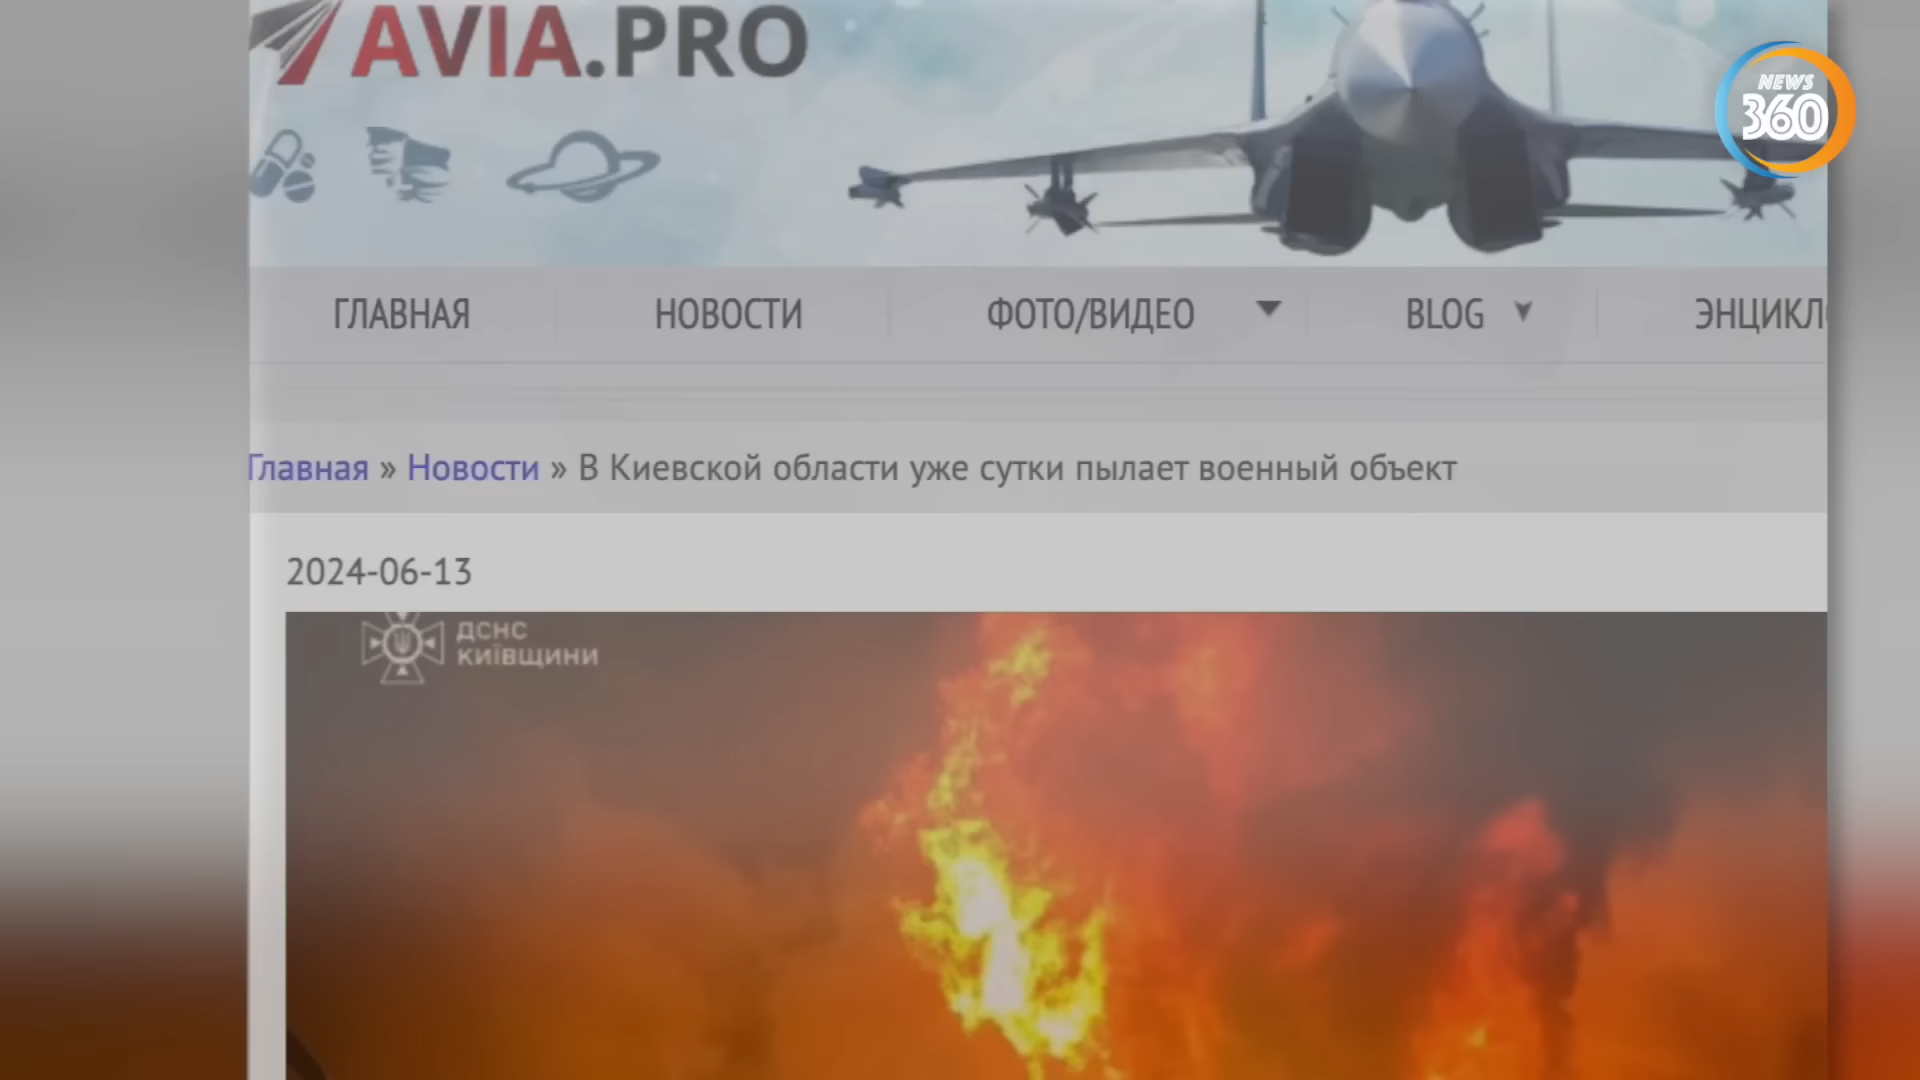 AVIA.PRO
NEWS
360
ГЛАВНАЯ НОВОСТИ ФОТО/ВИДЕО BLOG ЭНЦИКЛ
Главная » Новости » В Киевской области уже сутки пылает военный объект
2024-06-13
ДСНС
КИЇВЩИНИ